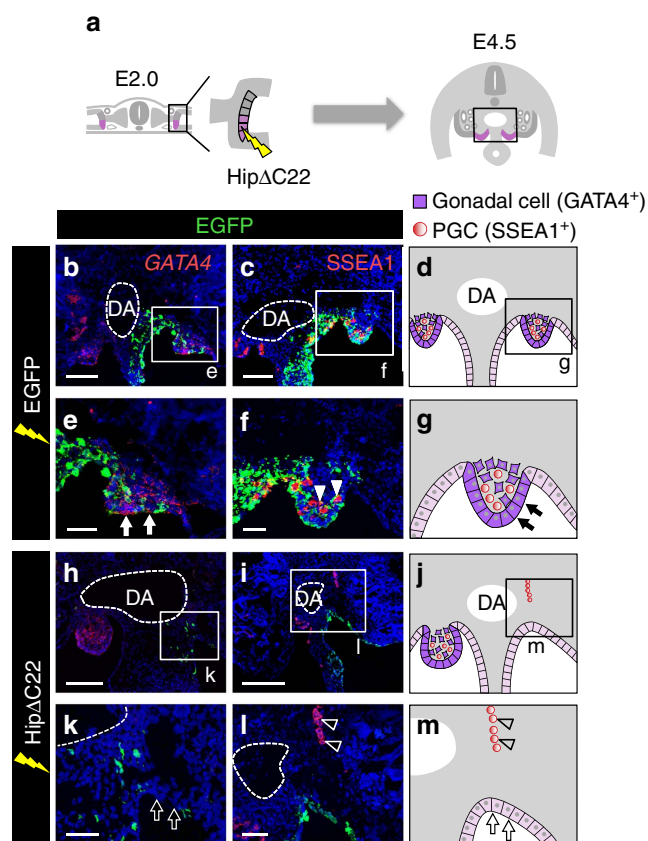 a
E2.0
E4.5
HipΔC22
Gonadal cell (GATA4⁺)
PGC (SSEA1⁺)
EGFP
b
GATA4
DA
e
c
SSEA1
DA
f
d
DA
g
EGFP
e
f
g
h
DA
k
i
DA
l
j
DA
m
HipΔC22
k
l
m